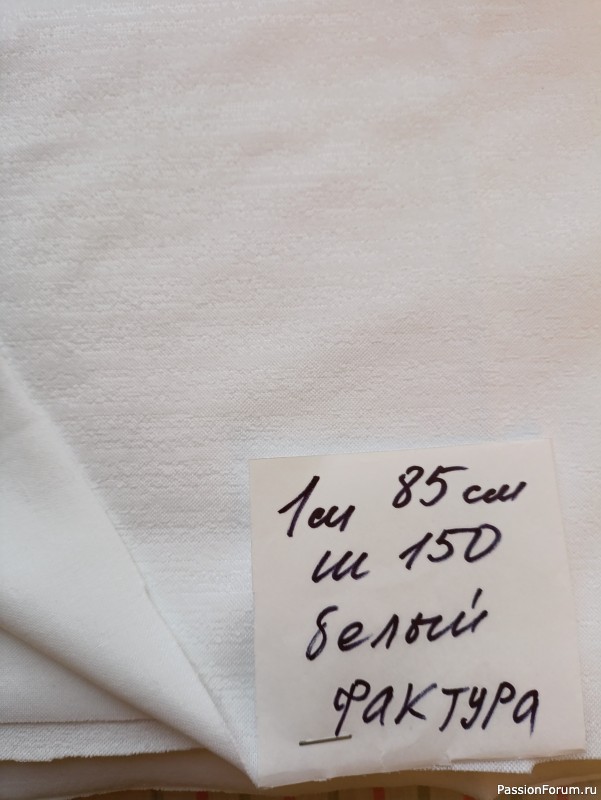 1м 85 см
ш 150
белый
фактура
PassionForum.ru